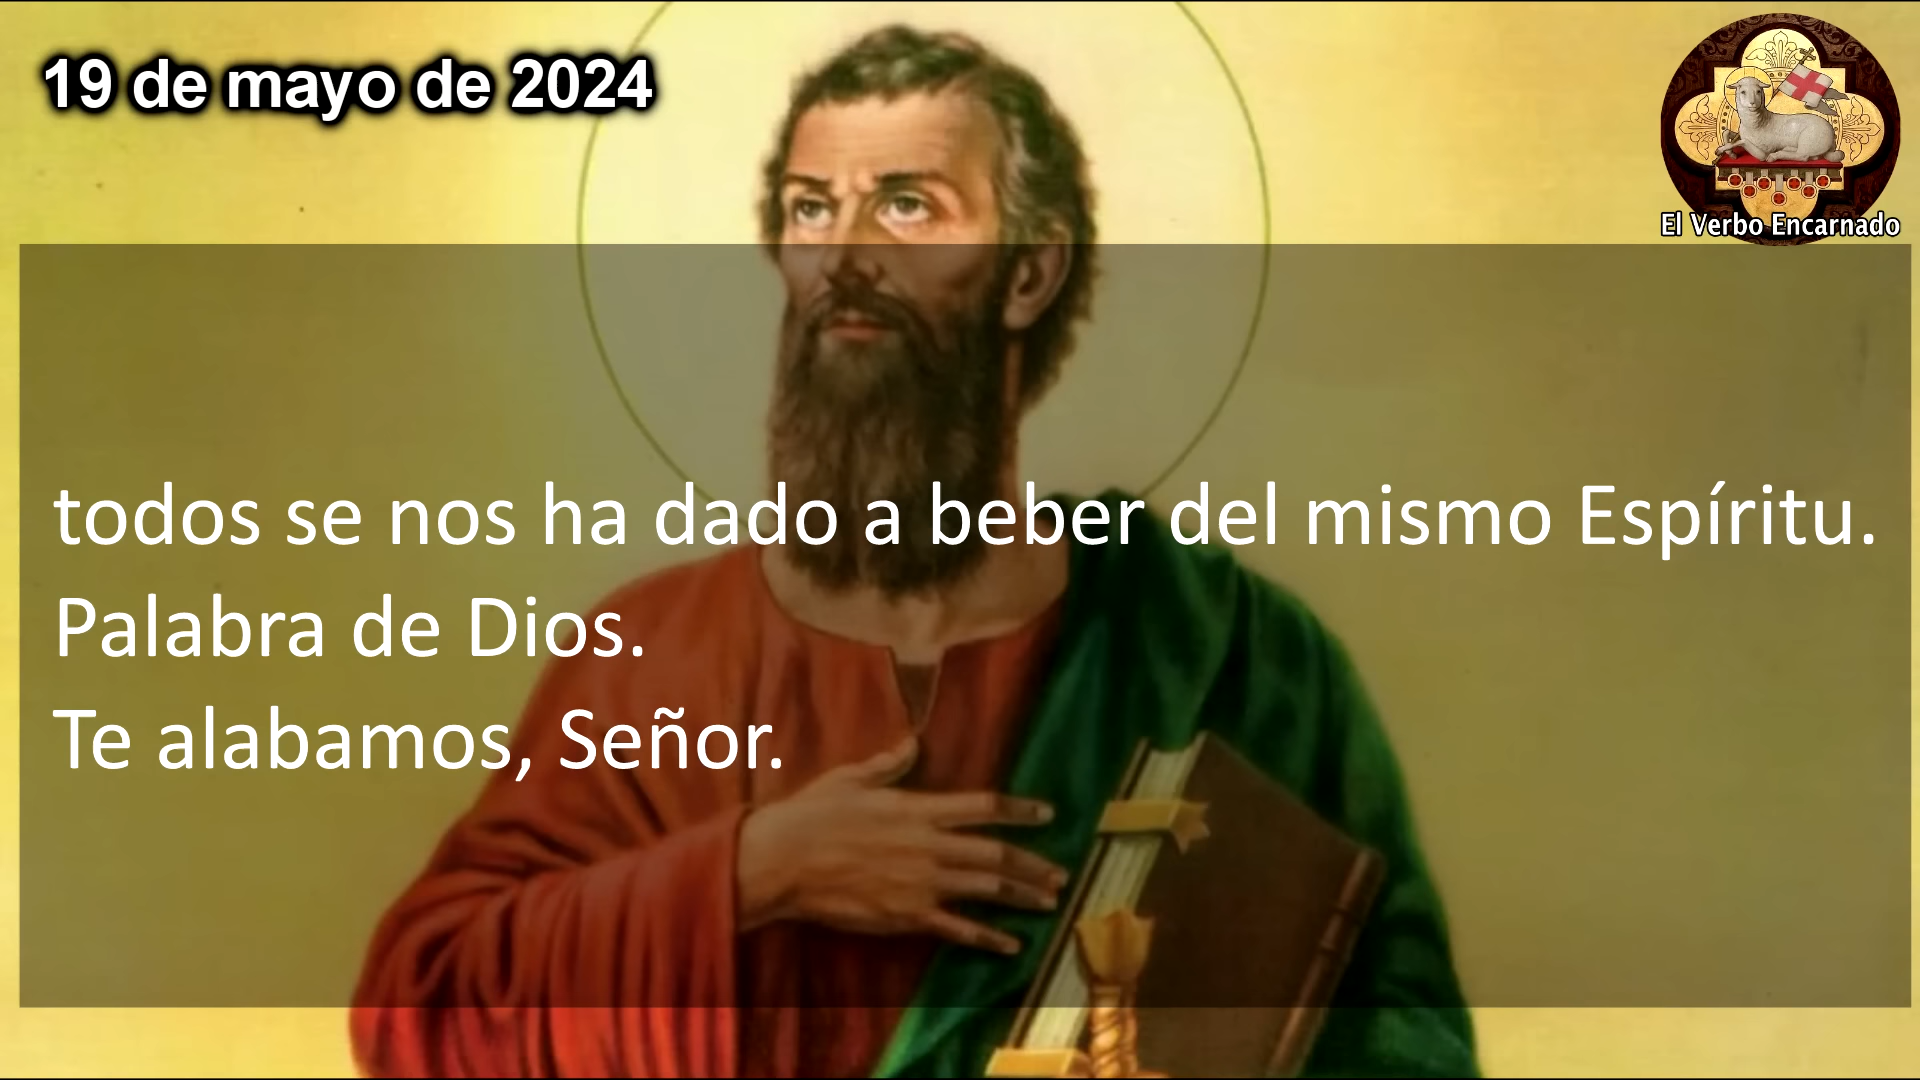 19 de mayo de 2024
El Verbo Encarnado
todos se nos ha dado a beber del mismo Espíritu.
Palabra de Dios.
Te alabamos, Señor.